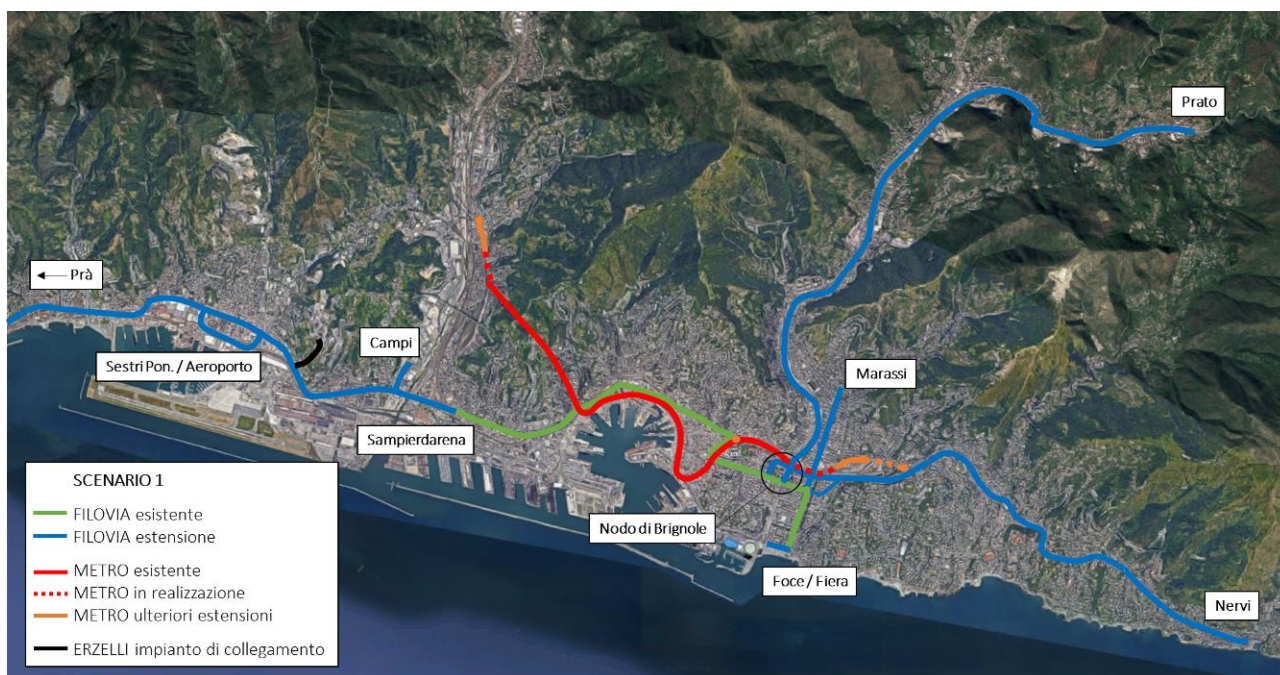 Prato
← Prà
Campi
Marassi
Sestri Pon. / Aeroporto
Sampierdarena
Nodo di Brignole
Foce / Fiera
Nervi
SCENARIO 1
FILOVIA esistente
FILOVIA estensione
METRO esistente
METRO in realizzazione
METRO ulteriori estensioni
ERZELLI impianto di collegamento